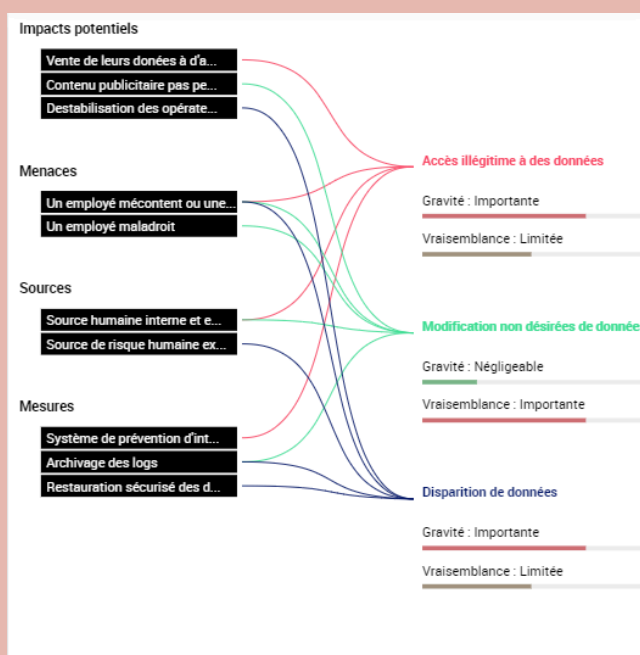 Impacts potentiels
Vente de leurs donées à d'a...
Contenu publicitaire pas pe...
Destabilisation des opérate...
Menaces
Un employé mécontent ou une...
Un employé maladroit
Sources
Source humaine interne et e...
Source de risque humaine ex...
Mesures
Système de prévention d'int...
Archivage des logs
Restauration sécurisé des d...
Accès illégitime à des données
Gravité : Importante
Vraisemblance : Limitée
Modification non désirées de donnée
Gravité : Négligeable
Vraisemblance : Importante
Disparition de données
Gravité : Importante
Vraisemblance : Limitée